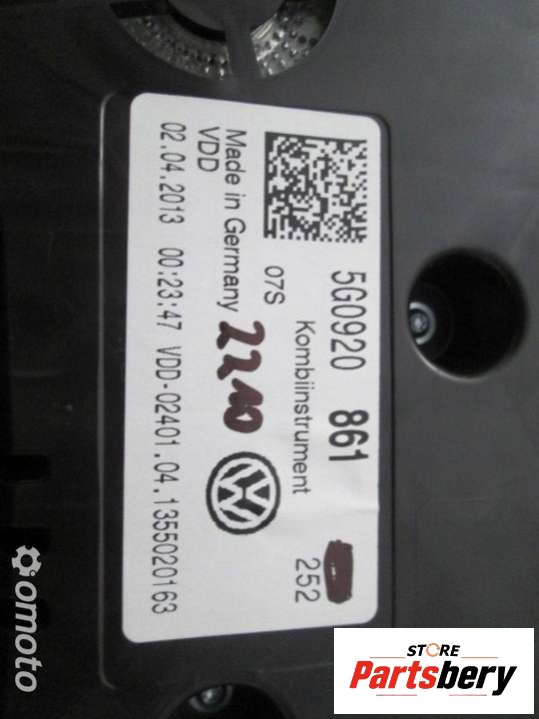 5G0920 861
07S Kombiinstrument 252
Made in Germany 2210
VDD
02.04.2013 00:23:47 VDD-02401.04.1355020163
omoto
STORE
Partsbery